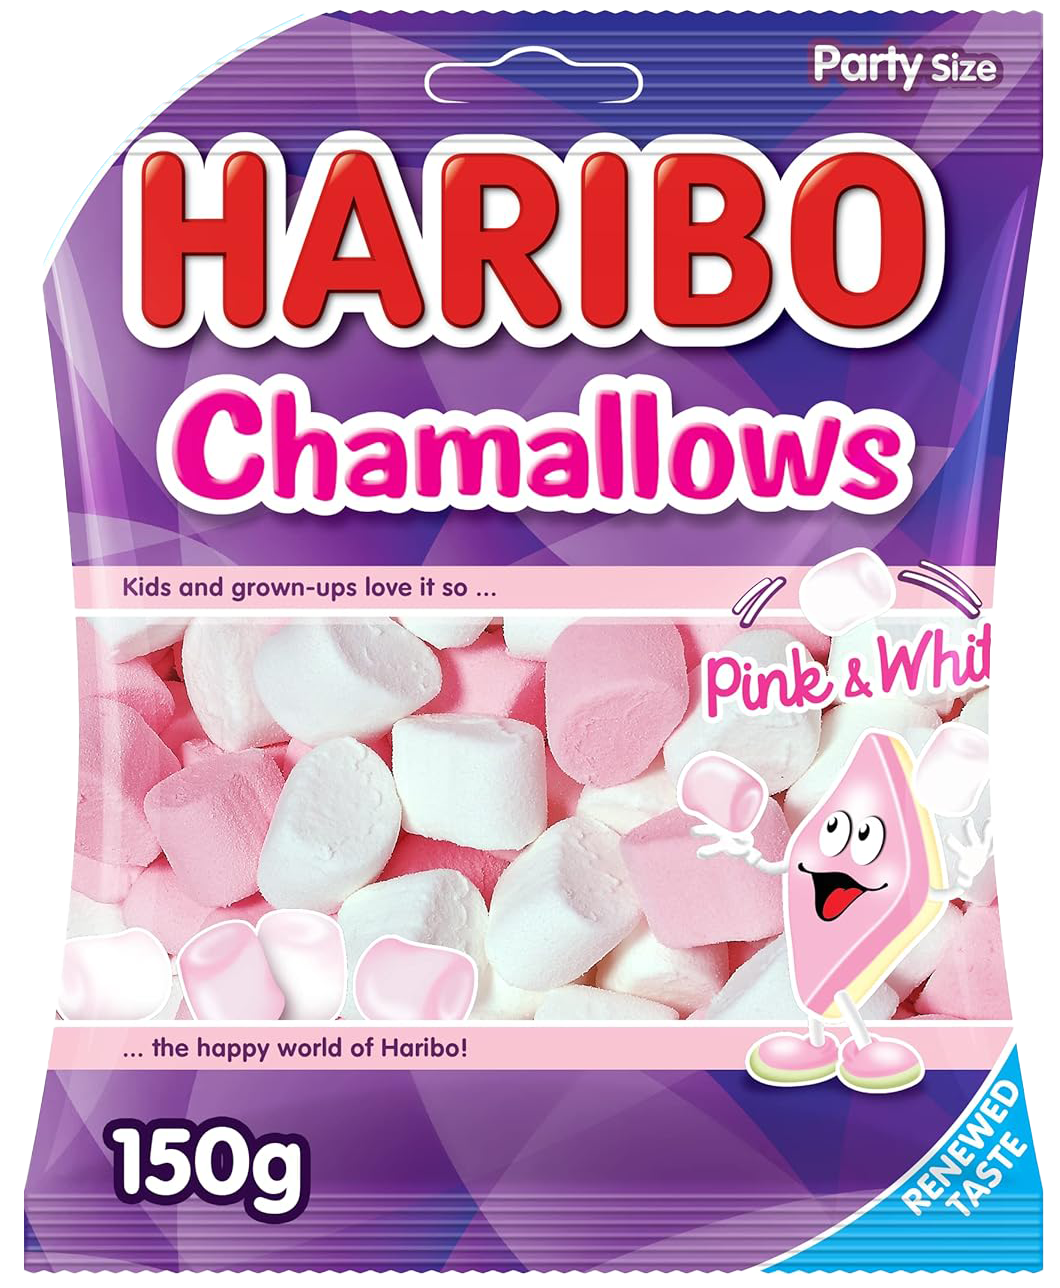 Party Size
HARIBO
Chamallows
Kids and grown-ups love it so ...
Pink & Whit
... the happy world of Haribo!
150g
RENEWED
TASTE